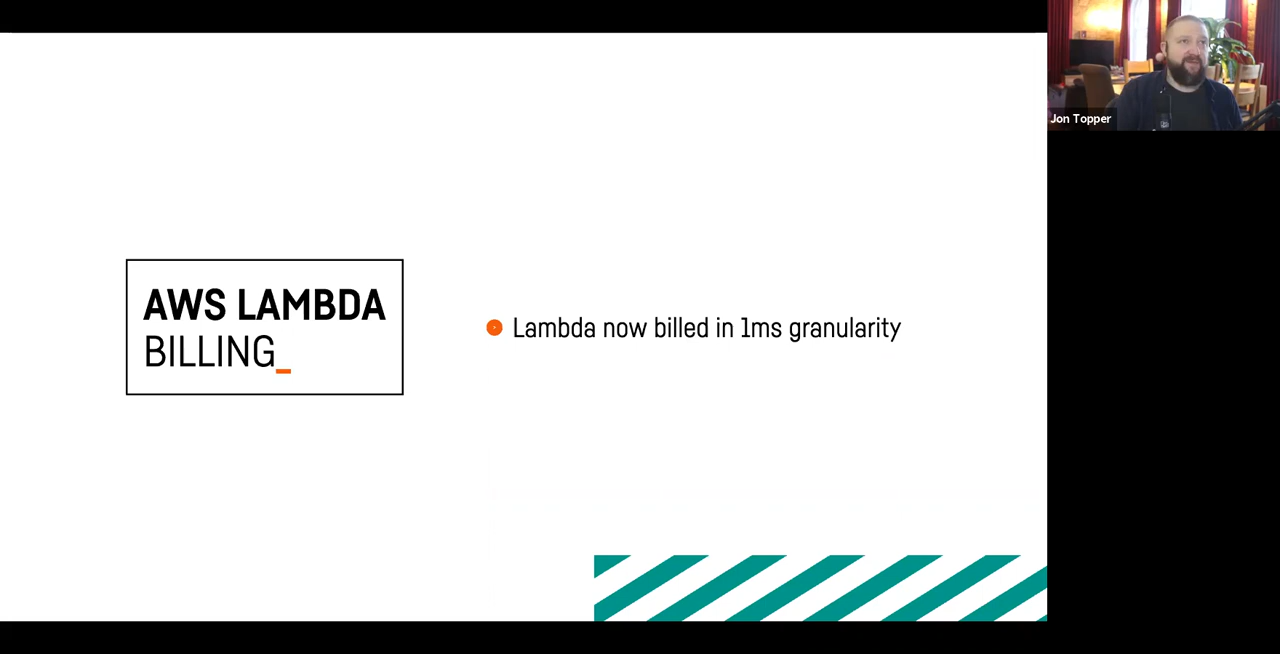 AWS LAMBDA
BILLING_
Lambda now billed in 1ms granularity
Jon Topper